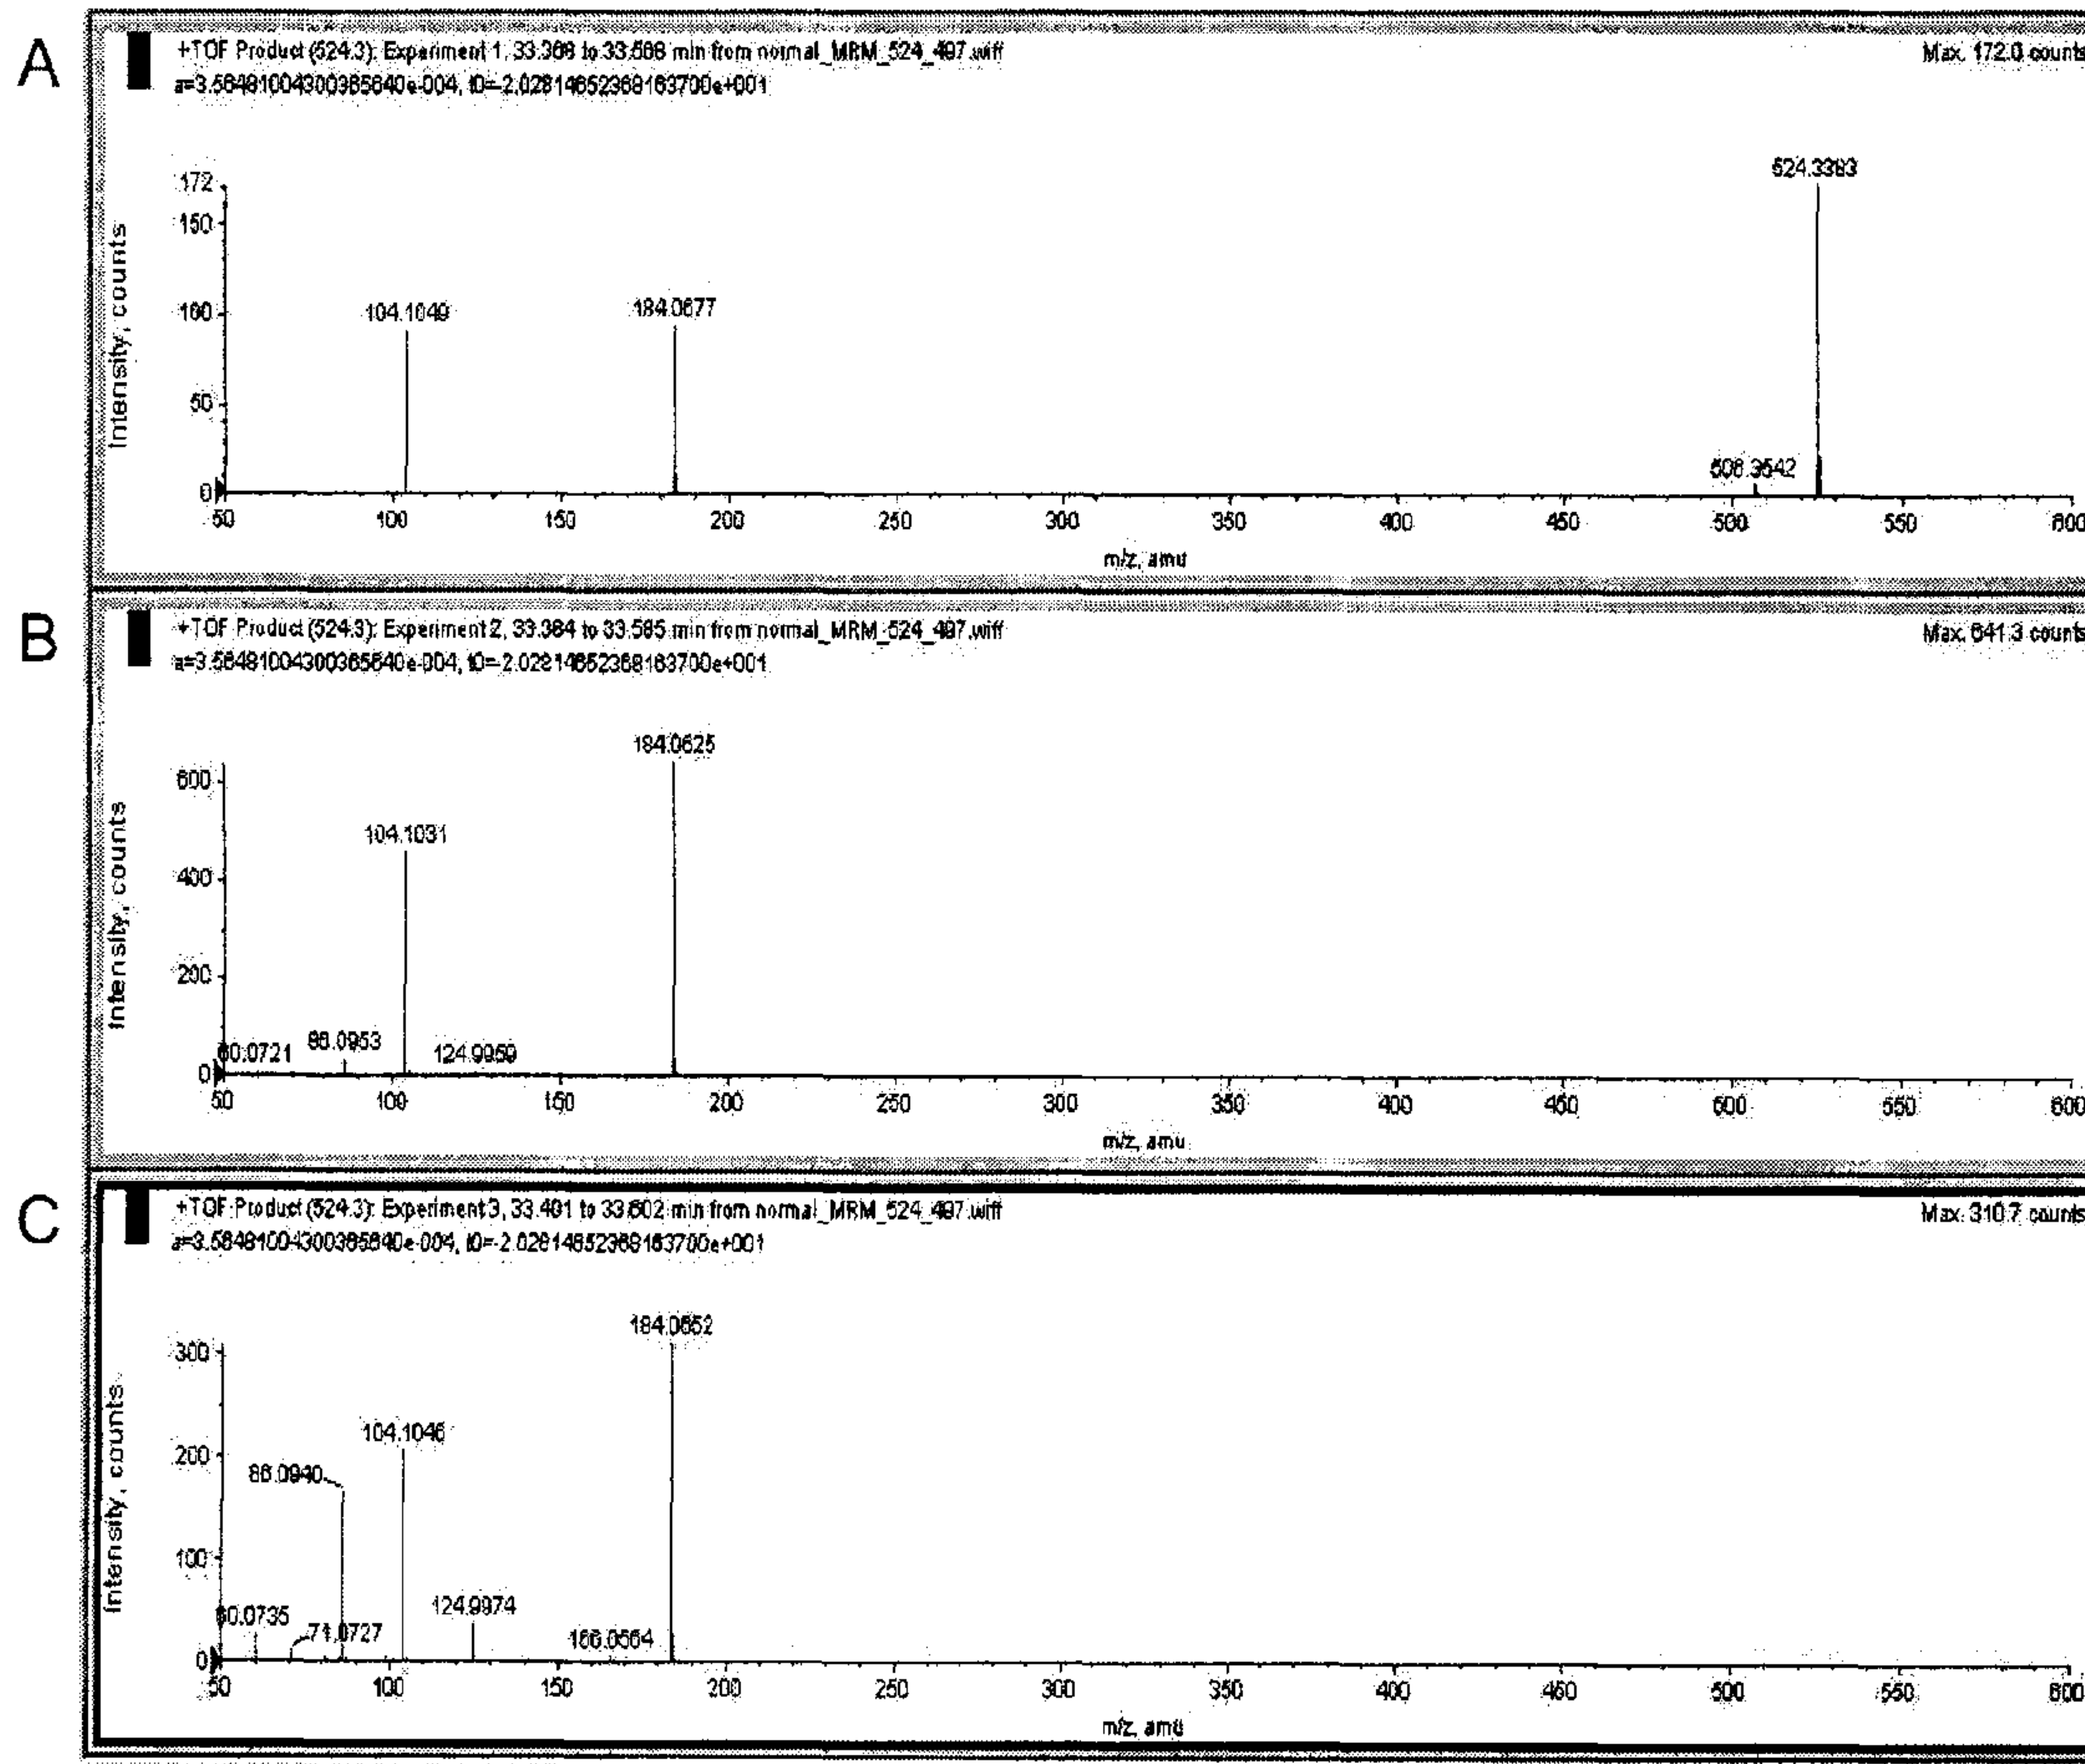 A
+TOF Product (524.3): Experiment 1, 33.368 to 33.568 min from normal_MRM_524_497.wiff
Max. 172.0 counts
a=3.56481004300365640e-004, t0=-2.02814652368163700e+001
524.3383
172
150
104.1049
184.0677
100
50
506.3542
0
50 100 150 200 250 300 350 400 450 500 550 600
m/z, amu
Intensity, counts
B
+TOF Product (524.3): Experiment 2, 33.384 to 33.585 min from normal_MRM_524_497.wiff
Max. 641.3 counts
a=3.56481004300365640e-004, t0=-2.02814652368163700e+001
184.0625
600
104.1031
400
200
60.0721
86.0953
124.9959
0
50 100 150 200 250 300 350 400 450 500 550 600
m/z, amu
Intensity, counts
C
+TOF Product (524.3): Experiment 3, 33.401 to 33.602 min from normal_MRM_524_497.wiff
Max. 310.7 counts
a=3.56481004300365640e-004, t0=-2.02814652368163700e+001
184.0652
300
104.1046
200
86.0940
100
60.0735
71.0727
124.9974
166.0564
0
50 100 150 200 250 300 350 400 450 500 550 600
m/z, amu
Intensity, counts